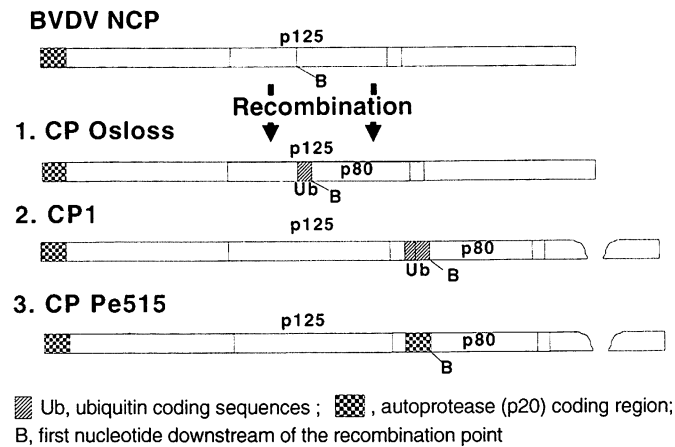 BVDV NCP
p125
B
Recombination
1. CP Osloss
p125
p80
Ub
B
2. CP1
p125
p80
Ub
B
3. CP Pe515
p125
p80
B
Ub, ubiquitin coding sequences ; , autoprotease (p20) coding region;
B, first nucleotide downstream of the recombination point